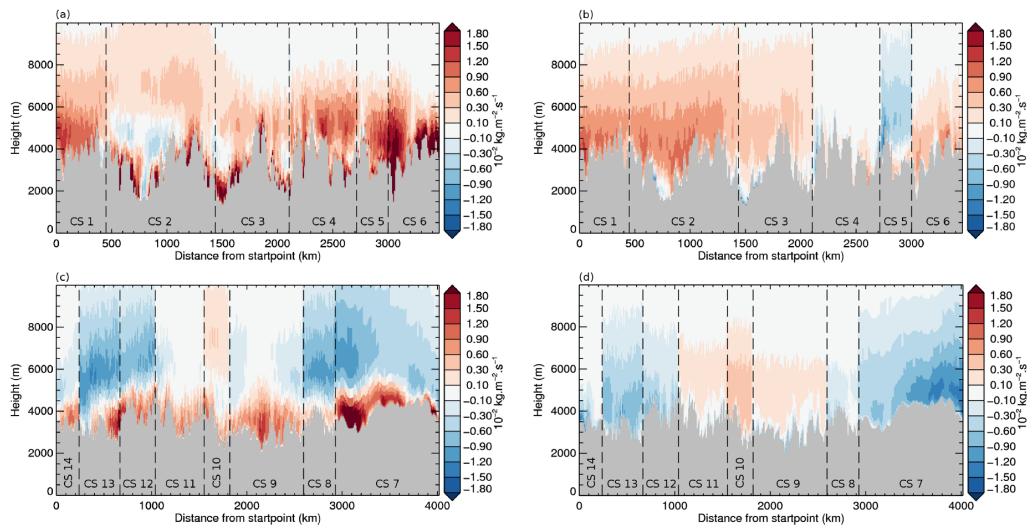 (a)
Height (m)
8000
6000
4000
2000
0
CS 1
CS 2
CS 3
CS 4
CS 5
CS 6
0
500
1000
1500
2000
2500
3000
Distance from startpoint (km)
1.80
1.50
1.20
0.90
0.60
0.30
0.10
−0.10
−0.30
−0.60
−0.90
−1.20
−1.50
−1.80
10⁻² kg.m⁻².s⁻¹
(b)
Height (m)
8000
6000
4000
2000
0
CS 1
CS 2
CS 3
CS 4
CS 5
CS 6
0
500
1000
1500
2000
2500
3000
Distance from startpoint (km)
1.80
1.50
1.20
0.90
0.60
0.30
0.10
−0.10
−0.30
−0.60
−0.90
−1.20
−1.50
−1.80
10⁻² kg.m⁻².s⁻¹
(c)
Height (m)
8000
6000
4000
2000
0
CS 14
CS 13
CS 12
CS 11
CS 10
CS 9
CS 8
CS 7
0
1000
2000
3000
4000
Distance from startpoint (km)
1.80
1.50
1.20
0.90
0.60
0.30
0.10
−0.10
−0.30
−0.60
−0.90
−1.20
−1.50
−1.80
10⁻² kg.m⁻².s⁻¹
(d)
Height (m)
8000
6000
4000
2000
0
CS 14
CS 13
CS 12
CS 11
CS 10
CS 9
CS 8
CS 7
0
1000
2000
3000
4000
Distance from startpoint (km)
1.80
1.50
1.20
0.90
0.60
0.30
0.10
−0.10
−0.30
−0.60
−0.90
−1.20
−1.50
−1.80
10⁻² kg.m⁻².s⁻¹